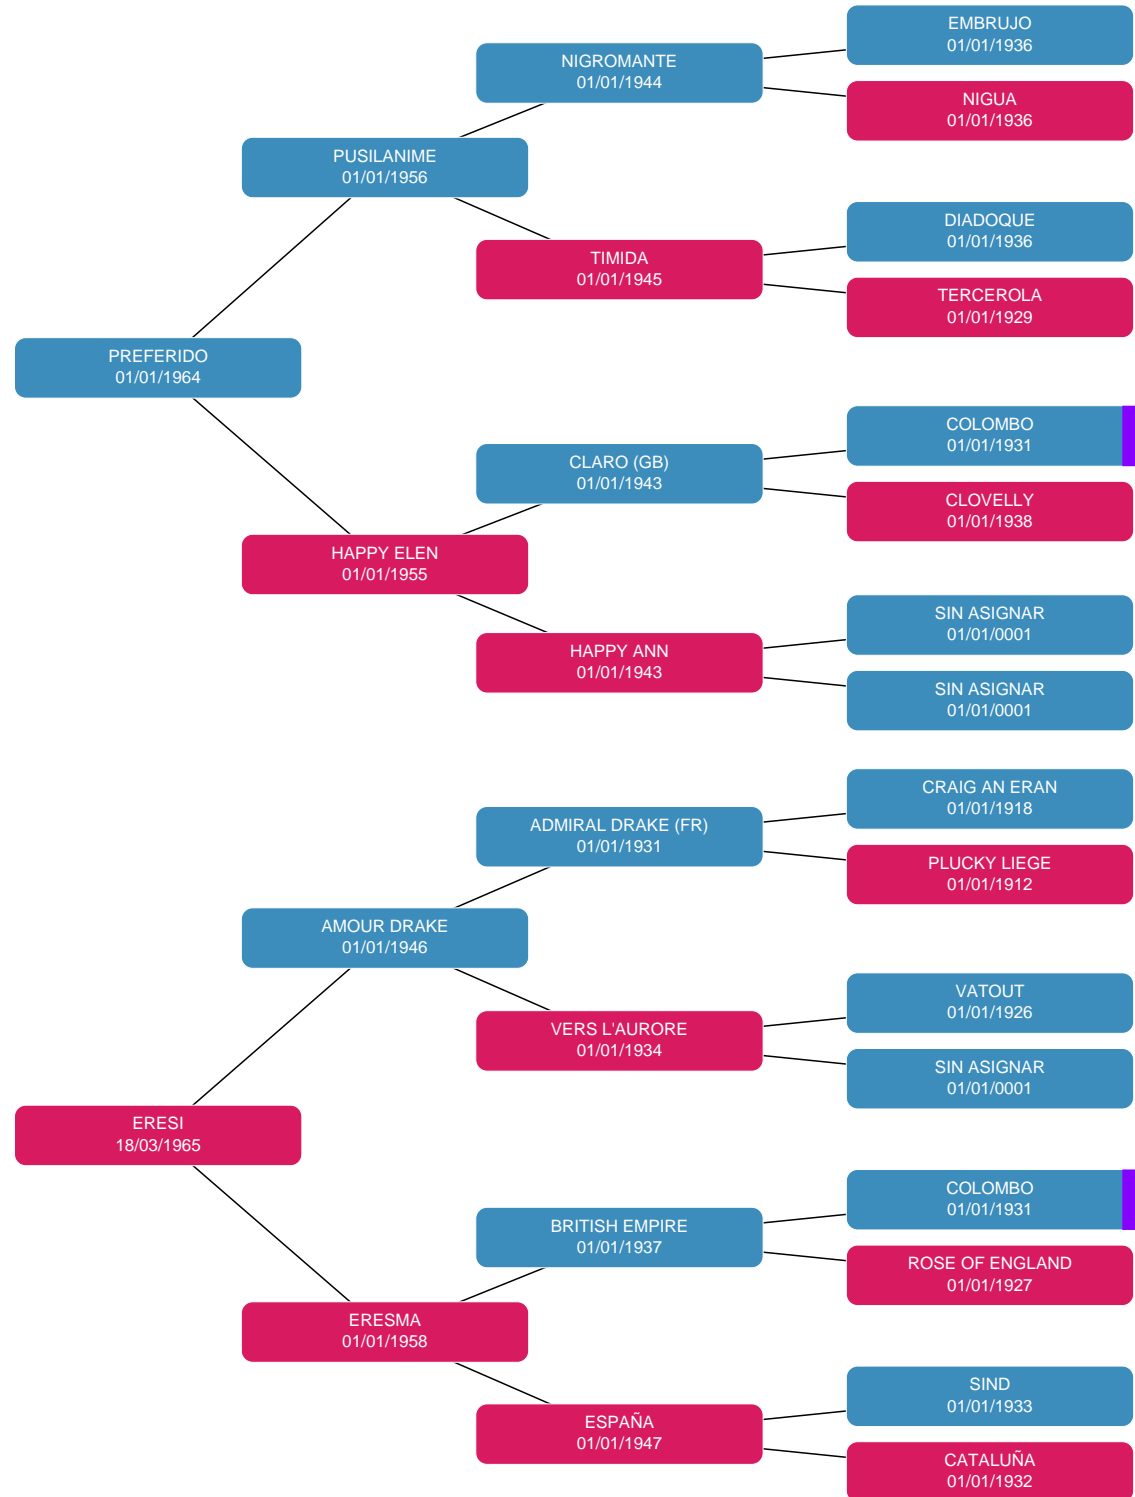 EMBRUJO
01/01/1936
NIGROMANTE
01/01/1944
NIGUA
01/01/1936
PUSILANIME
01/01/1956
DIADOQUE
01/01/1936
TIMIDA
01/01/1945
TERCEROLA
01/01/1929
PREFERIDO
01/01/1964
COLOMBO
01/01/1931
CLARO (GB)
01/01/1943
CLOVELLY
01/01/1938
HAPPY ELEN
01/01/1955
SIN ASIGNAR
01/01/0001
HAPPY ANN
01/01/1943
SIN ASIGNAR
01/01/0001
CRAIG AN ERAN
01/01/1918
ADMIRAL DRAKE (FR)
01/01/1931
PLUCKY LIEGE
01/01/1912
AMOUR DRAKE
01/01/1946
VATOUT
01/01/1926
VERS L'AURORE
01/01/1934
SIN ASIGNAR
01/01/0001
ERESI
18/03/1965
COLOMBO
01/01/1931
BRITISH EMPIRE
01/01/1937
ROSE OF ENGLAND
01/01/1927
ERESMA
01/01/1958
SIND
01/01/1933
ESPAÑA
01/01/1947
CATALUÑA
01/01/1932